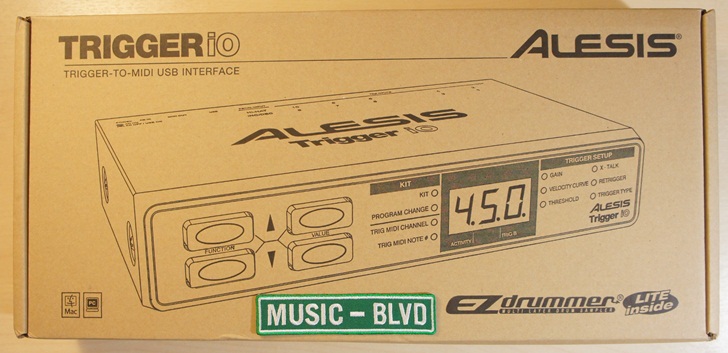 TRIGGER iO
TRIGGER-TO-MIDI USB INTERFACE
ALESIS®
ALESIS
Trigger iO
KIT
KIT
PROGRAM CHANGE
TRIG MIDI CHANNEL
TRIG MIDI NOTE #
4.5.0.
ACTIVITY
TRIG #
TRIGGER SETUP
GAIN
X - TALK
VELOCITY CURVE
RETRIGGER
THRESHOLD
TRIGGER TYPE
ALESIS
Trigger iO
FUNCTION
VALUE
Mac
PC
MUSIC – BLVD
EZdrummer®
MULTI-LAYER DRUM SAMPLER
LITE
inside